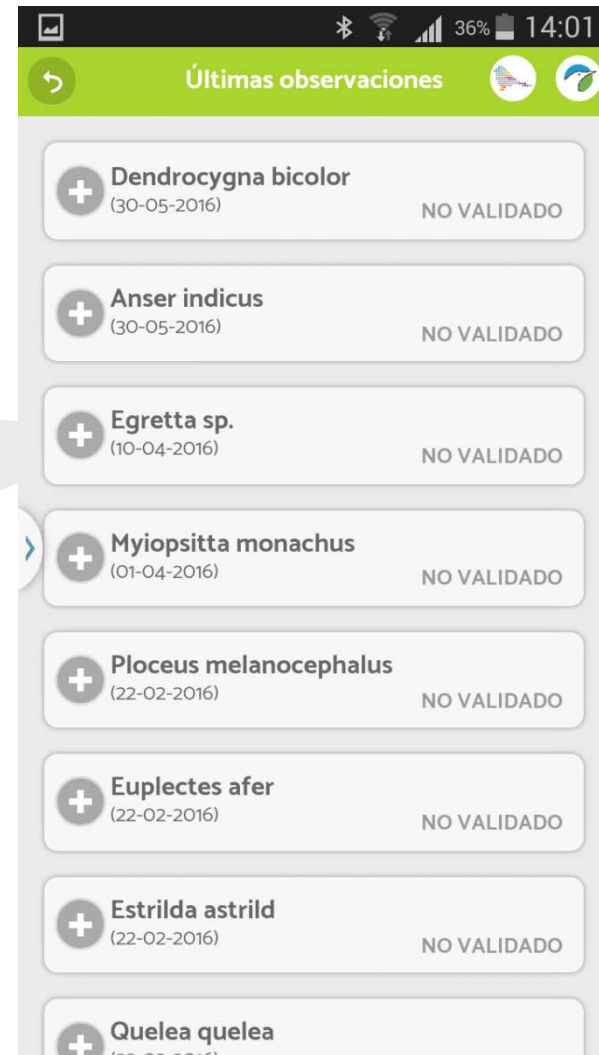 36% 14:01
Últimas observaciones
Dendrocygna bicolor
(30-05-2016)
NO VALIDADO
Anser indicus
(30-05-2016)
NO VALIDADO
Egretta sp.
(10-04-2016)
NO VALIDADO
Myiopsitta monachus
(01-04-2016)
NO VALIDADO
Ploceus melanocephalus
(22-02-2016)
NO VALIDADO
Euplectes afer
(22-02-2016)
NO VALIDADO
Estrilda astrild
(22-02-2016)
NO VALIDADO
Quelea quelea